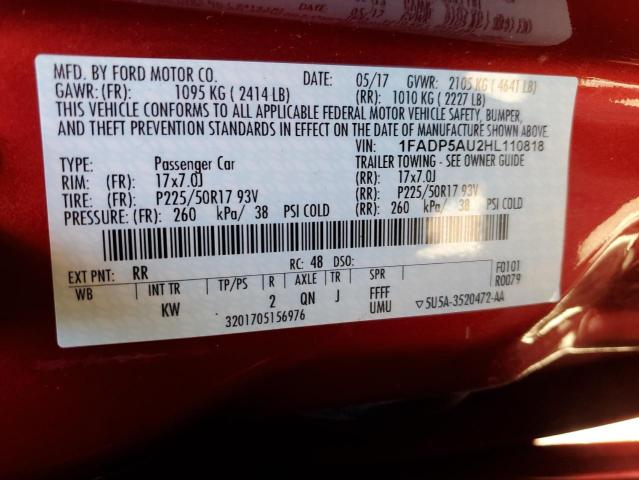 MFD. BY FORD MOTOR CO. DATE: 05/17 GVWR: 2105 KG ( 4641 LB)
GAWR: (FR): 1095 KG ( 2414 LB) (RR): 1010 KG ( 2227 LB)
THIS VEHICLE CONFORMS TO ALL APPLICABLE FEDERAL MOTOR VEHICLE SAFETY, BUMPER,
AND THEFT PREVENTION STANDARDS IN EFFECT ON THE DATE OF MANUFACTURE SHOWN ABOVE.
VIN: 1FADP5AU2HL110818
TYPE: Passenger Car TRAILER TOWING - SEE OWNER GUIDE
RIM: (FR): 17x7.0J (RR): 17x7.0J
TIRE: (FR): P225/50R17 93V (RR): P225/50R17 93V
PRESSURE: (FR): 260 kPa/ 38 PSI COLD (RR): 260 kPa/ 38 PSI COLD
EXT PNT: RR RC: 48 DSO: F0101
WB INT TR TP/PS R AXLE TR SPR R0079
KW 2 QN J FFFF
3201705156976 UMU ▽5U5A-3520472-AA